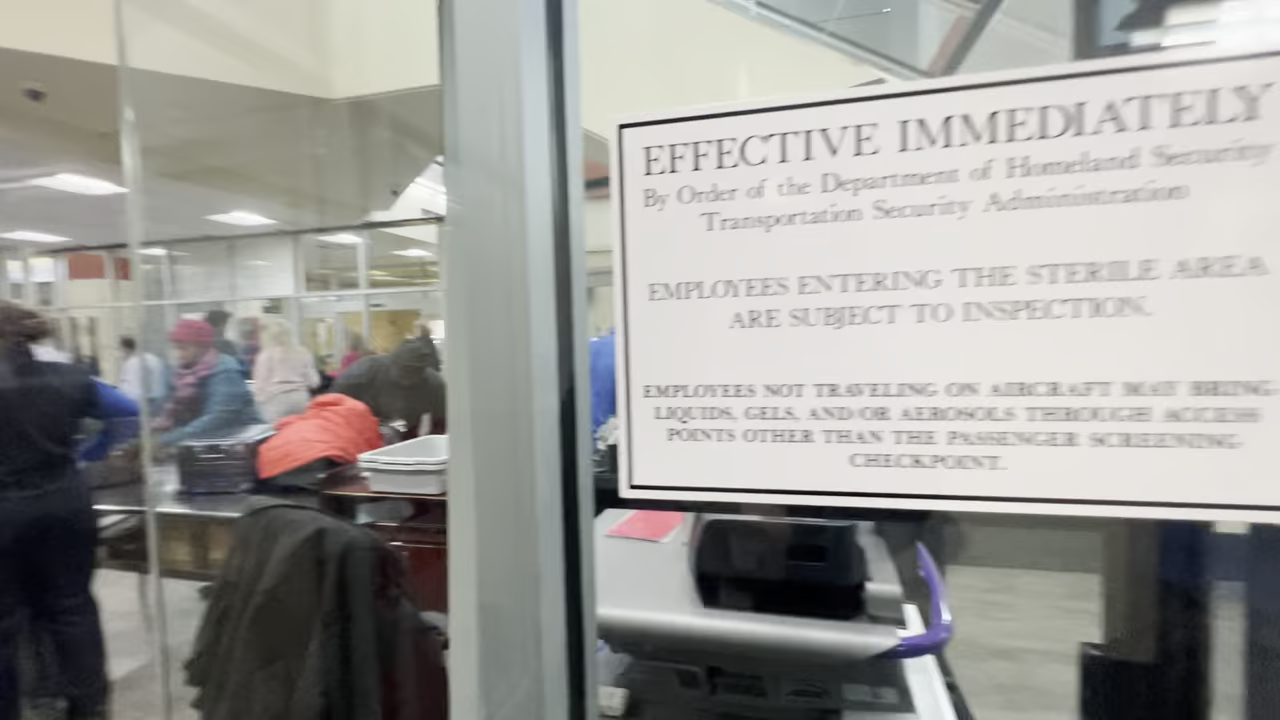 EFFECTIVE IMMEDIATELY
By Order of the Department of Homeland Security
Transportation Security Administration
EMPLOYEES ENTERING THE STERILE AREA
ARE SUBJECT TO INSPECTION.
EMPLOYEES NOT TRAVELING ON AIRCRAFT MAY BRING
LIQUIDS, GELS, AND/OR AEROSOLS THROUGH ACCESS
POINTS OTHER THAN THE PASSENGER SCREENING
CHECKPOINT.